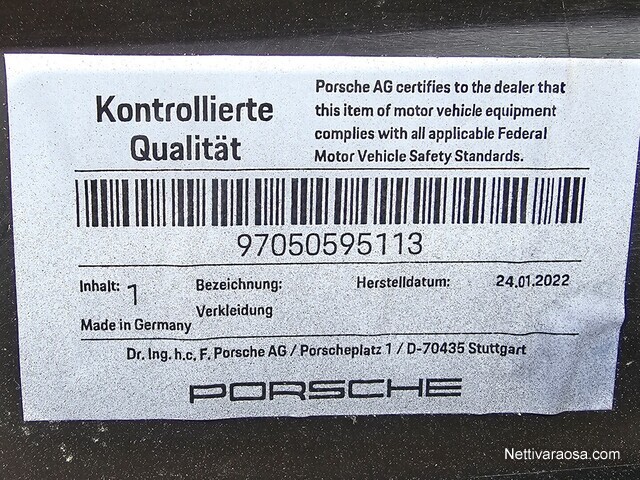 Kontrollierte
Qualität
Porsche AG certifies to the dealer that
this item of motor vehicle equipment
complies with all applicable Federal
Motor Vehicle Safety Standards.
97050595113
Inhalt: 1 Bezeichnung: Herstelldatum: 24.01.2022
Verkleidung
Made in Germany
Dr. Ing. h.c. F. Porsche AG / Porscheplatz 1 / D-70435 Stuttgart
PORSCHE
Nettivaraosa.com